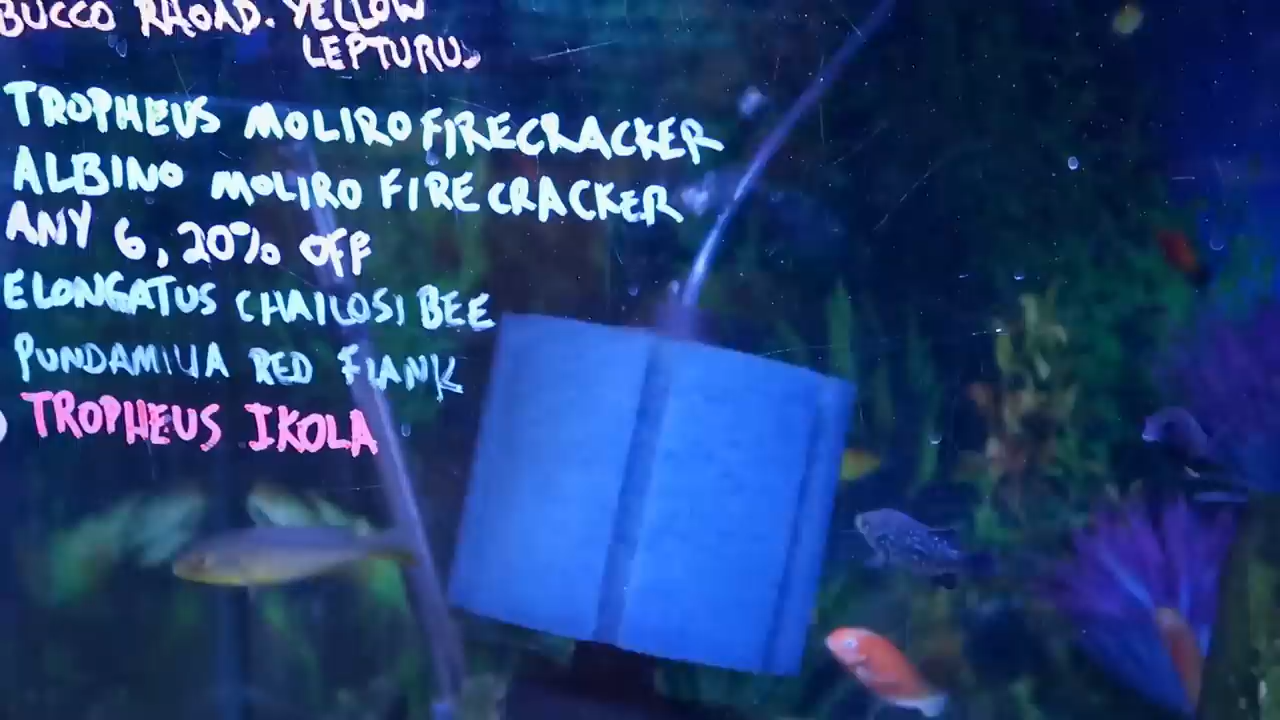 BUCCO RHOAD. YELLOW
LEPTURUS
TROPHEUS MOLIRO FIRECRACKER
ALBINO MOLIRO FIRECRACKER
ANY 6, 20% OFF
ELONGATUS CHAILOSI BEE
PUNDAMILIA RED FLANK
TROPHEUS IKOLA